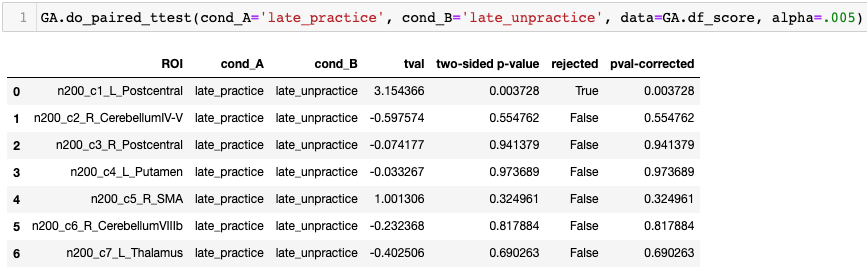 1 GA.do_paired_ttest(cond_A='late_practice', cond_B='late_unpractice', data=GA.df_score, alpha=.005)
ROI cond_A cond_B tval two-sided p-value rejected pval-corrected
0 n200_c1_L_Postcentral late_practice late_unpractice 3.154366 0.003728 True 0.003728
1 n200_c2_R_CerebellumIV-V late_practice late_unpractice -0.597574 0.554762 False 0.554762
2 n200_c3_R_Postcentral late_practice late_unpractice -0.074177 0.941379 False 0.941379
3 n200_c4_L_Putamen late_practice late_unpractice -0.033267 0.973689 False 0.973689
4 n200_c5_R_SMA late_practice late_unpractice 1.001306 0.324961 False 0.324961
5 n200_c6_R_CerebellumVIIIb late_practice late_unpractice -0.232368 0.817884 False 0.817884
6 n200_c7_L_Thalamus late_practice late_unpractice -0.402506 0.690263 False 0.690263